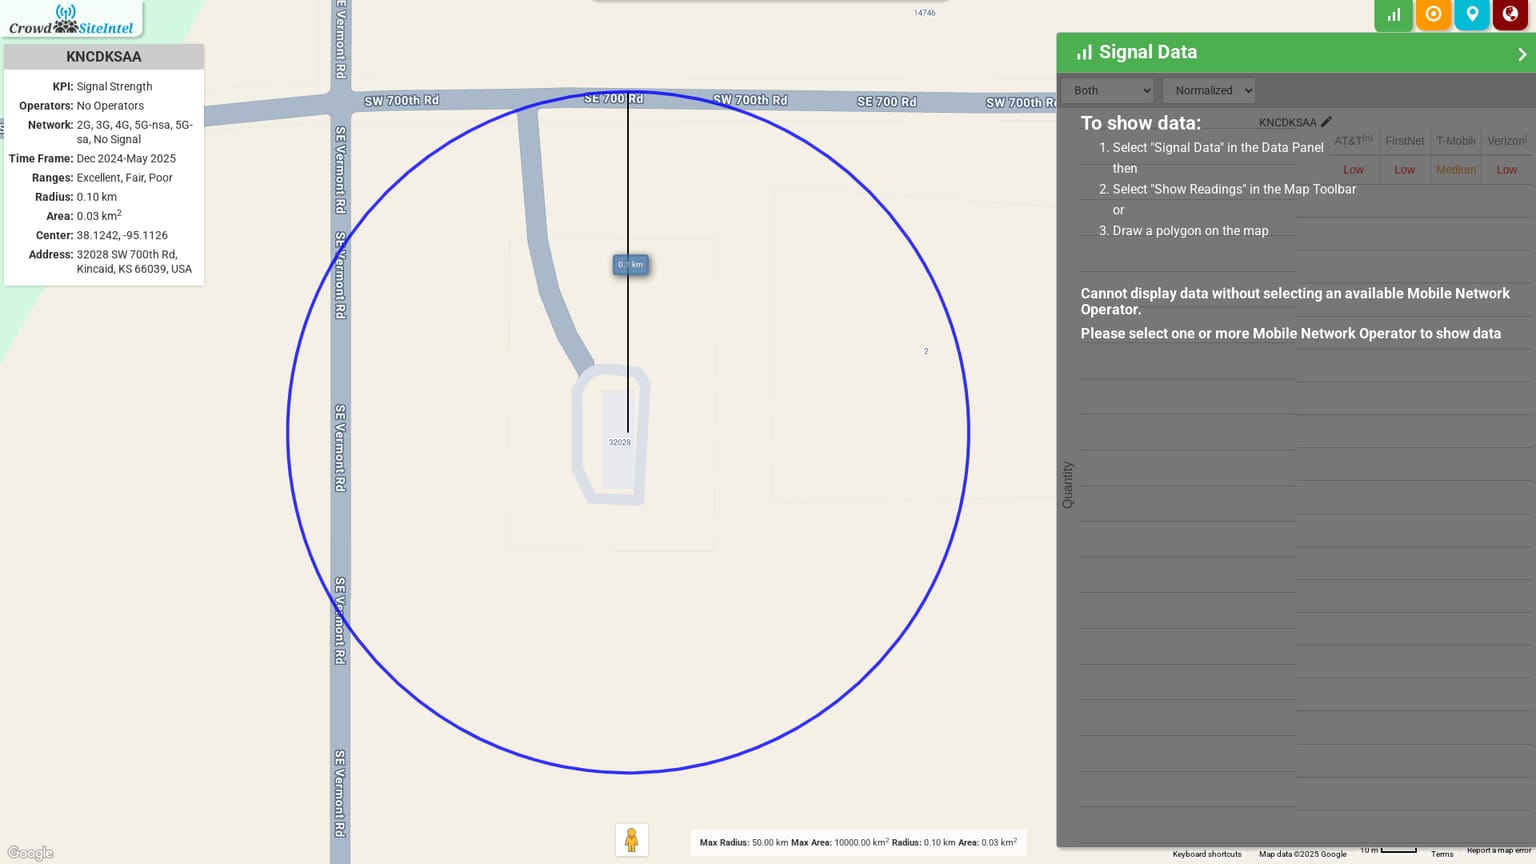 Crowd SiteIntel
KNCDKSAA
KPI: Signal Strength
Operators: No Operators
Network: 2G, 3G, 4G, 5G-nsa, 5G-
sa, No Signal
Time Frame: Dec 2024-May 2025
Ranges: Excellent, Fair, Poor
Radius: 0.10 km
Area: 0.03 km2
Center: 38.1242, -95.1126
Address: 32028 SW 700th Rd,
Kincaid, KS 66039, USA
14746
SE Vermont Rd
SW 700th Rd
SE 700 Rd
SW 700th Rd
SE 700 Rd
SW 700th Rd
SE Vermont Rd
SE Vermont Rd
SE Vermont Rd
SE Vermont Rd
SE Vermont Rd
0.1 km
2
32028
Signal Data
Both
Normalized
To show data:
KNCDKSAA
1. Select "Signal Data" in the Data Panel
then
2. Select "Show Readings" in the Map Toolbar
or
3. Draw a polygon on the map
AT&T(n)
FirstNet
T-Mobile
Verizon
Low
Low
Medium
Low
Cannot display data without selecting an available Mobile Network
Operator.
Please select one or more Mobile Network Operator to show data
Quantity
Max Radius: 50.00 km Max Area: 10000.00 km2 Radius: 0.10 km Area: 0.03 km2
Google
Keyboard shortcuts
Map data ©2025 Google
10 m
Terms
Report a map error